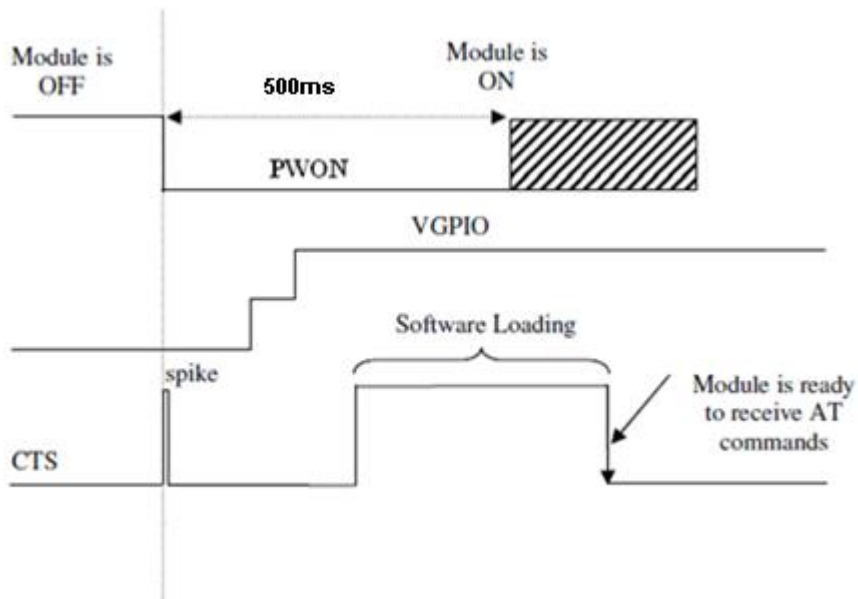 Module is
OFF
500ms
Module is
ON
PWON
VGPIO
Software Loading
spike
Module is ready
to receive AT
commands
CTS